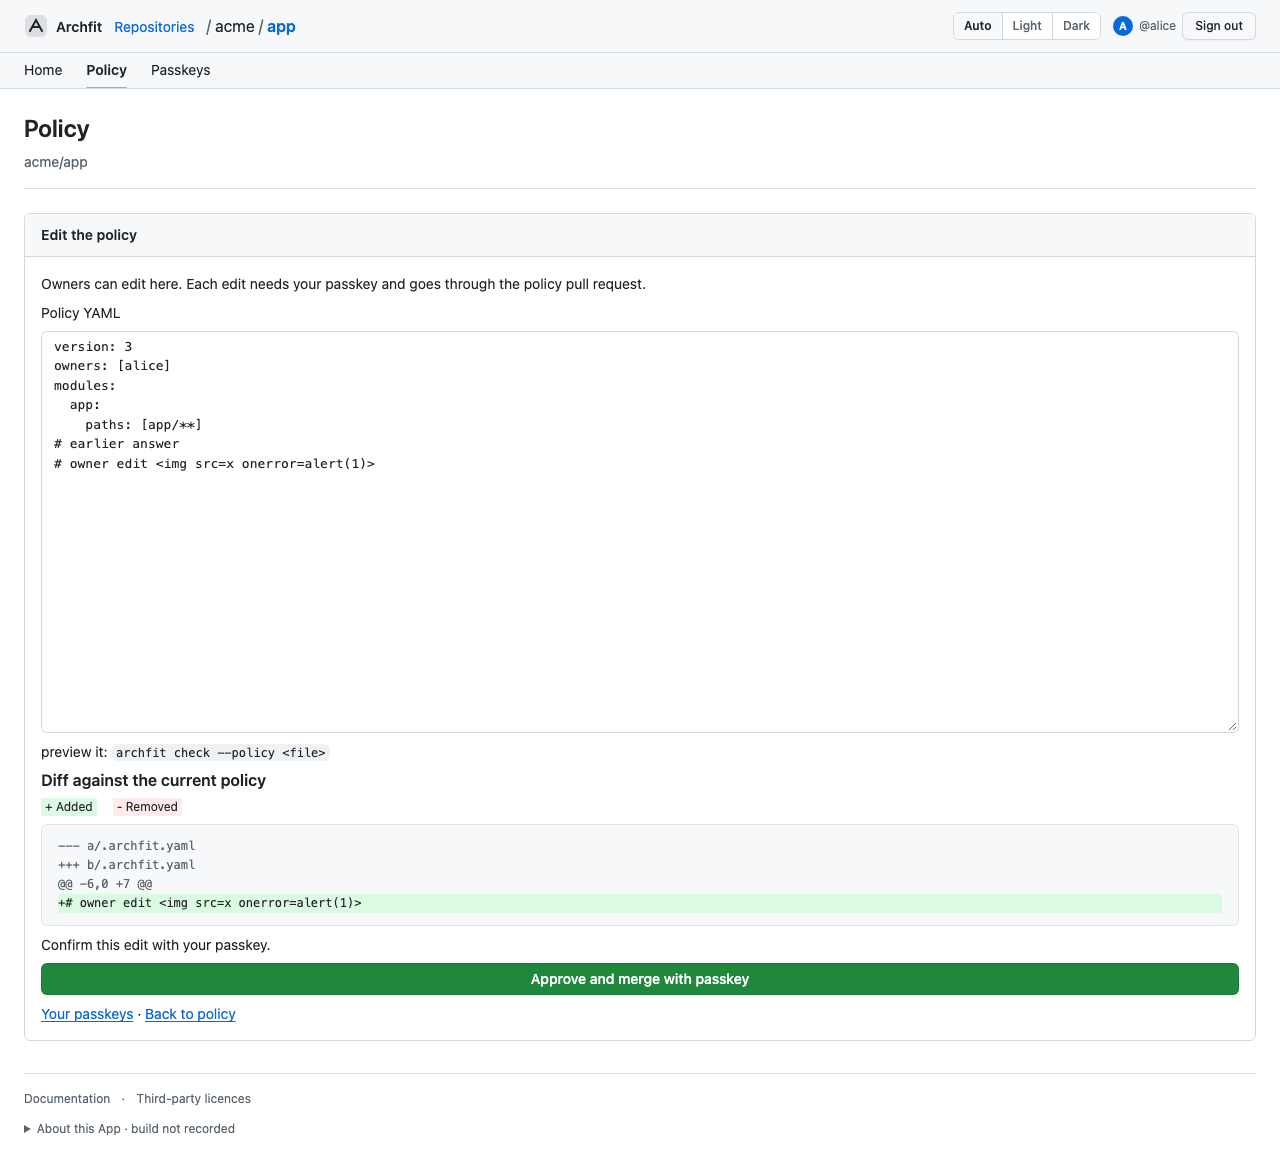 Archfit Repositories / acme / app Auto Light Dark A @alice Sign out
Home Policy Passkeys
Policy
acme/app
Edit the policy
Owners can edit here. Each edit needs your passkey and goes through the policy pull request.
Policy YAML
version: 3
owners: [alice]
modules:
  app:
    paths: [app/**]
# earlier answer
# owner edit <img src=x onerror=alert(1)>
preview it: archfit check --policy <file>
Diff against the current policy
+ Added - Removed
--- a/.archfit.yaml
+++ b/.archfit.yaml
@@ -6,0 +7 @@
+# owner edit <img src=x onerror=alert(1)>
Confirm this edit with your passkey.
Approve and merge with passkey
Your passkeys · Back to policy
Documentation · Third-party licences
About this App · build not recorded